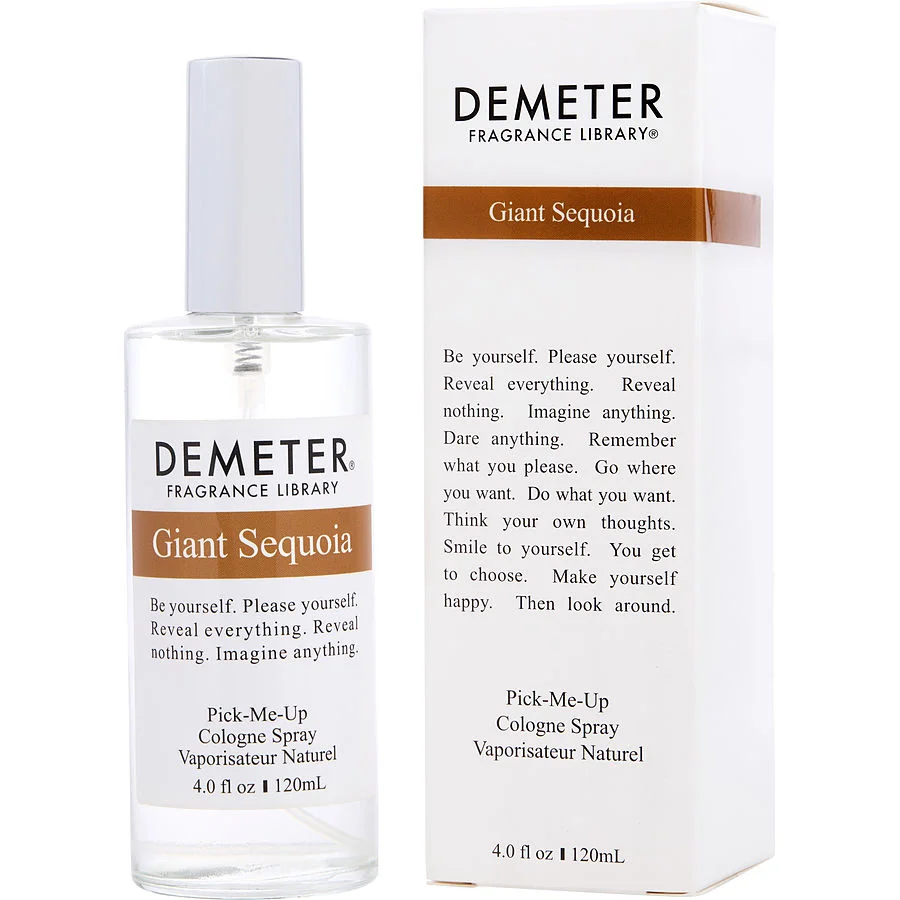 DEMETER®
FRAGRANCE LIBRARY
Giant Sequoia
Be yourself. Please yourself.
Reveal everything. Reveal
nothing. Imagine anything.
Pick-Me-Up
Cologne Spray
Vaporisateur Naturel
4.0 fl oz ❚ 120mL
DEMETER
FRAGRANCE LIBRARY®
Giant Sequoia
Be yourself. Please yourself.
Reveal everything. Reveal
nothing. Imagine anything.
Dare anything. Remember
what you please. Go where
you want. Do what you want.
Think your own thoughts.
Smile to yourself. You get
to choose. Make yourself
happy. Then look around.
Pick-Me-Up
Cologne Spray
Vaporisateur Naturel
4.0 fl oz ❚ 120mL